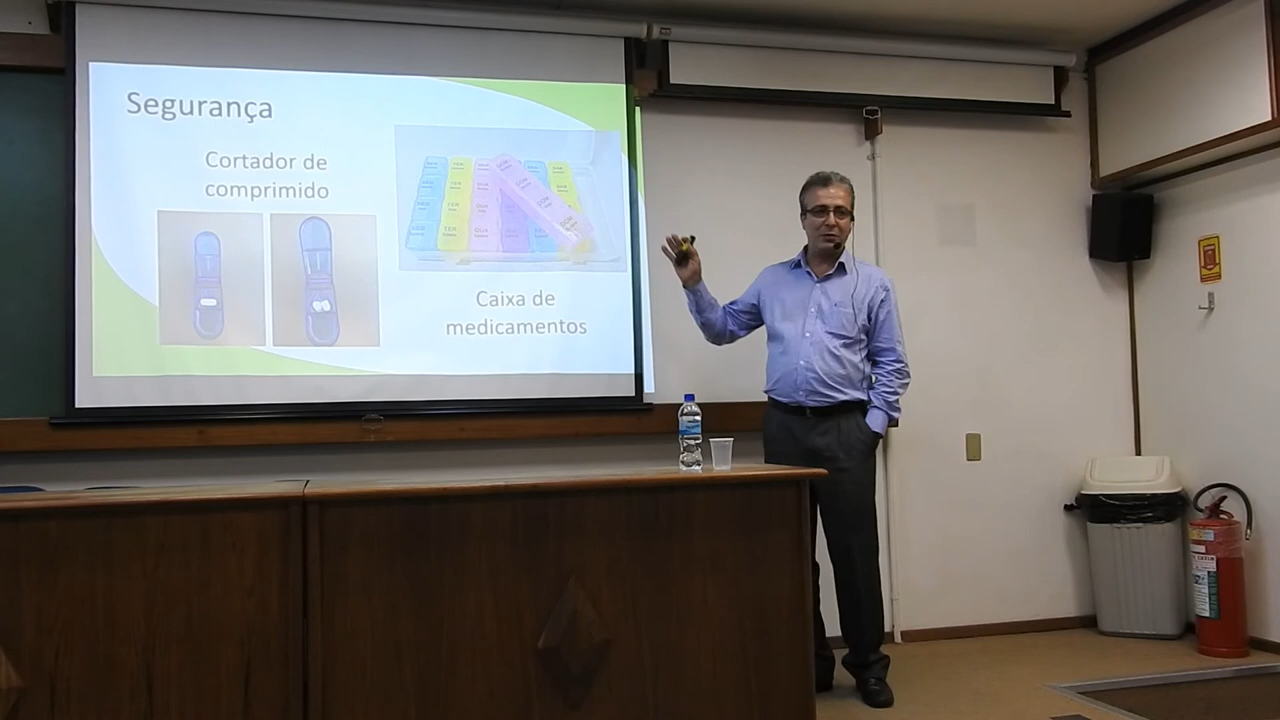 Segurança
Cortador de
comprimido
Caixa de
medicamentos